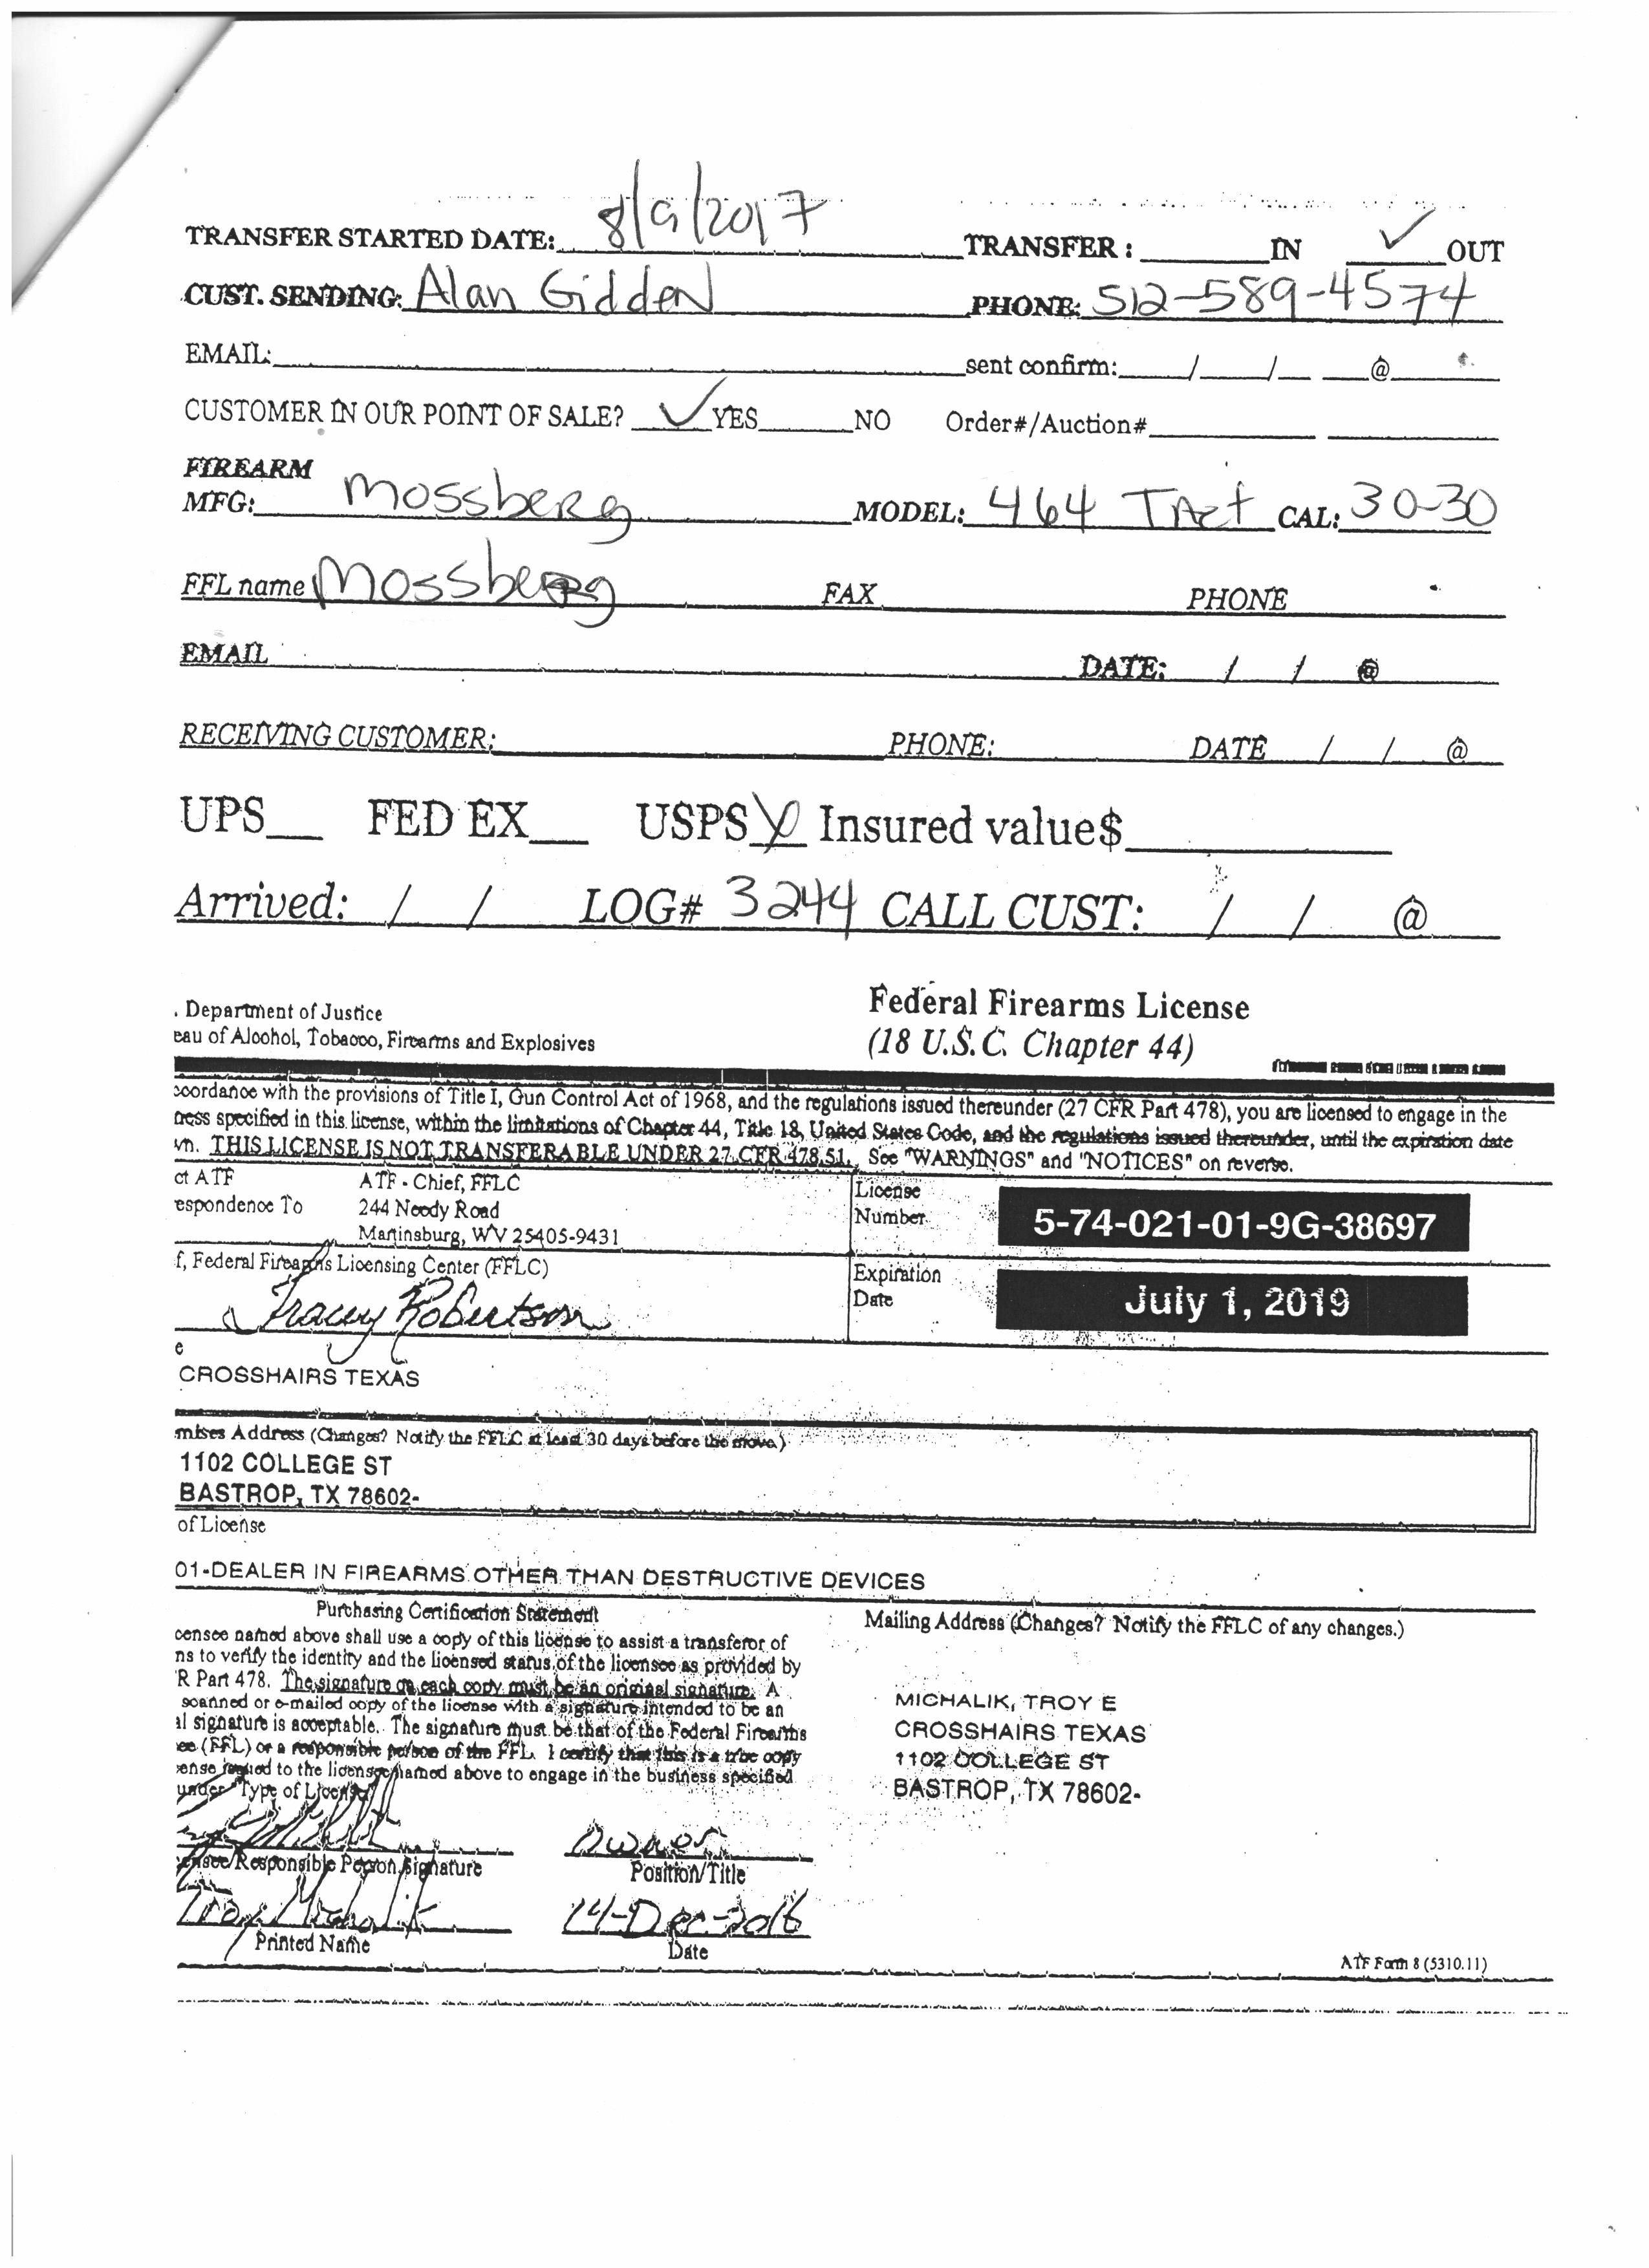 TRANSFER STARTED DATE: 8/9/2017 TRANSFER : ____ IN ✓ OUT
CUST. SENDING: Alan Gidden PHONE: 512-589-4574
EMAIL: sent confirm: / / @
CUSTOMER IN OUR POINT OF SALE? ✓ YES ____ NO Order#/Auction#
FIREARM
MFG: Mossberg MODEL: 464 TAct CAL: 30-30
FFL name Mossberg FAX PHONE
EMAIL DATE: / / @
RECEIVING CUSTOMER: PHONE: DATE / / @
UPS__ FED EX__ USPS Insured value$
Arrived: / / LOG# 3244 CALL CUST: / / @
. Department of Justice
eau of Alcohol, Tobacco, Firearms and Explosives
Federal Firearms License
(18 U.S.C. Chapter 44)
ccordance with the provisions of Title I, Gun Control Act of 1968, and the regulations issued thereunder (27 CFR Part 478), you are licensed to engage in the
ness specified in this license, within the limitations of Chapter 44, Title 18, United States Code, and the regulations issued thereunder, until the expiration date
wn. THIS LICENSE IS NOT TRANSFERABLE UNDER 27 CFR 478.51. See "WARNINGS" and "NOTICES" on reverse.
ct ATF ATF - Chief, FFLC
espondence To 244 Needy Road
Martinsburg, WV 25405-9431
License
Number 5-74-021-01-9G-38697
f, Federal Firearms Licensing Center (FFLC)
Tracey Robertson
Expiration
Date July 1, 2019
e
CROSSHAIRS TEXAS
mises Address (Changes? Notify the FFLC at least 30 days before the move.)
1102 COLLEGE ST
BASTROP, TX 78602-
of License
01-DEALER IN FIREARMS OTHER THAN DESTRUCTIVE DEVICES
Purchasing Certification Statement
censee named above shall use a copy of this license to assist a transferor of
ns to verify the identity and the licensed status of the licensee as provided by
R Part 478. The signature on each copy must be an original signature. A
scanned or e-mailed copy of the license with a signature intended to be an
al signature is acceptable. The signature must be that of the Federal Firearms
ee (FFL) or a responsible person of the FFL. I certify that this is a true copy
ense issued to the licensee named above to engage in the business specified
under "Type of License"
Mailing Address (Changes? Notify the FFLC of any changes.)
MICHALIK, TROY E
CROSSHAIRS TEXAS
1102 COLLEGE ST
BASTROP, TX 78602-
Owner
ensee/Responsible Person Signature Position/Title
Troy Michalik 14-Dec-2016
Printed Name Date
ATF Form 8 (5310.11)